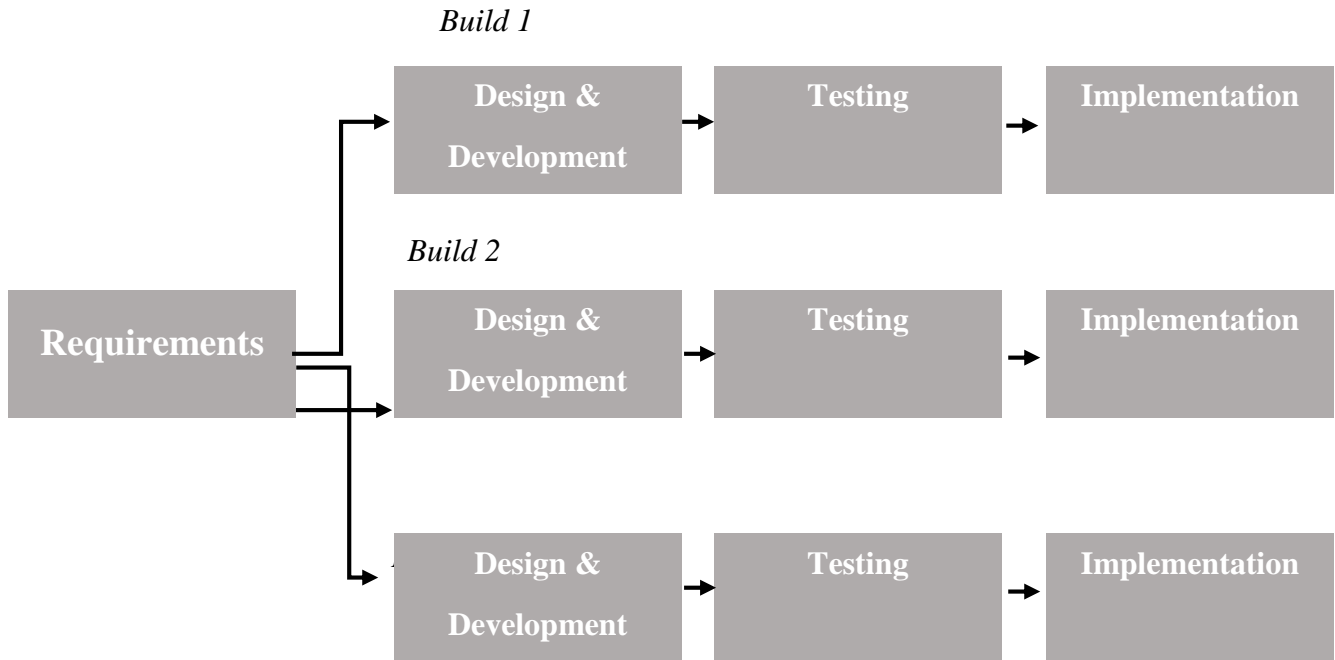 Build 1
Design &
Development
Testing
Implementation
Build 2
Requirements
Design &
Development
Testing
Implementation
Design &
Development
Testing
Implementation